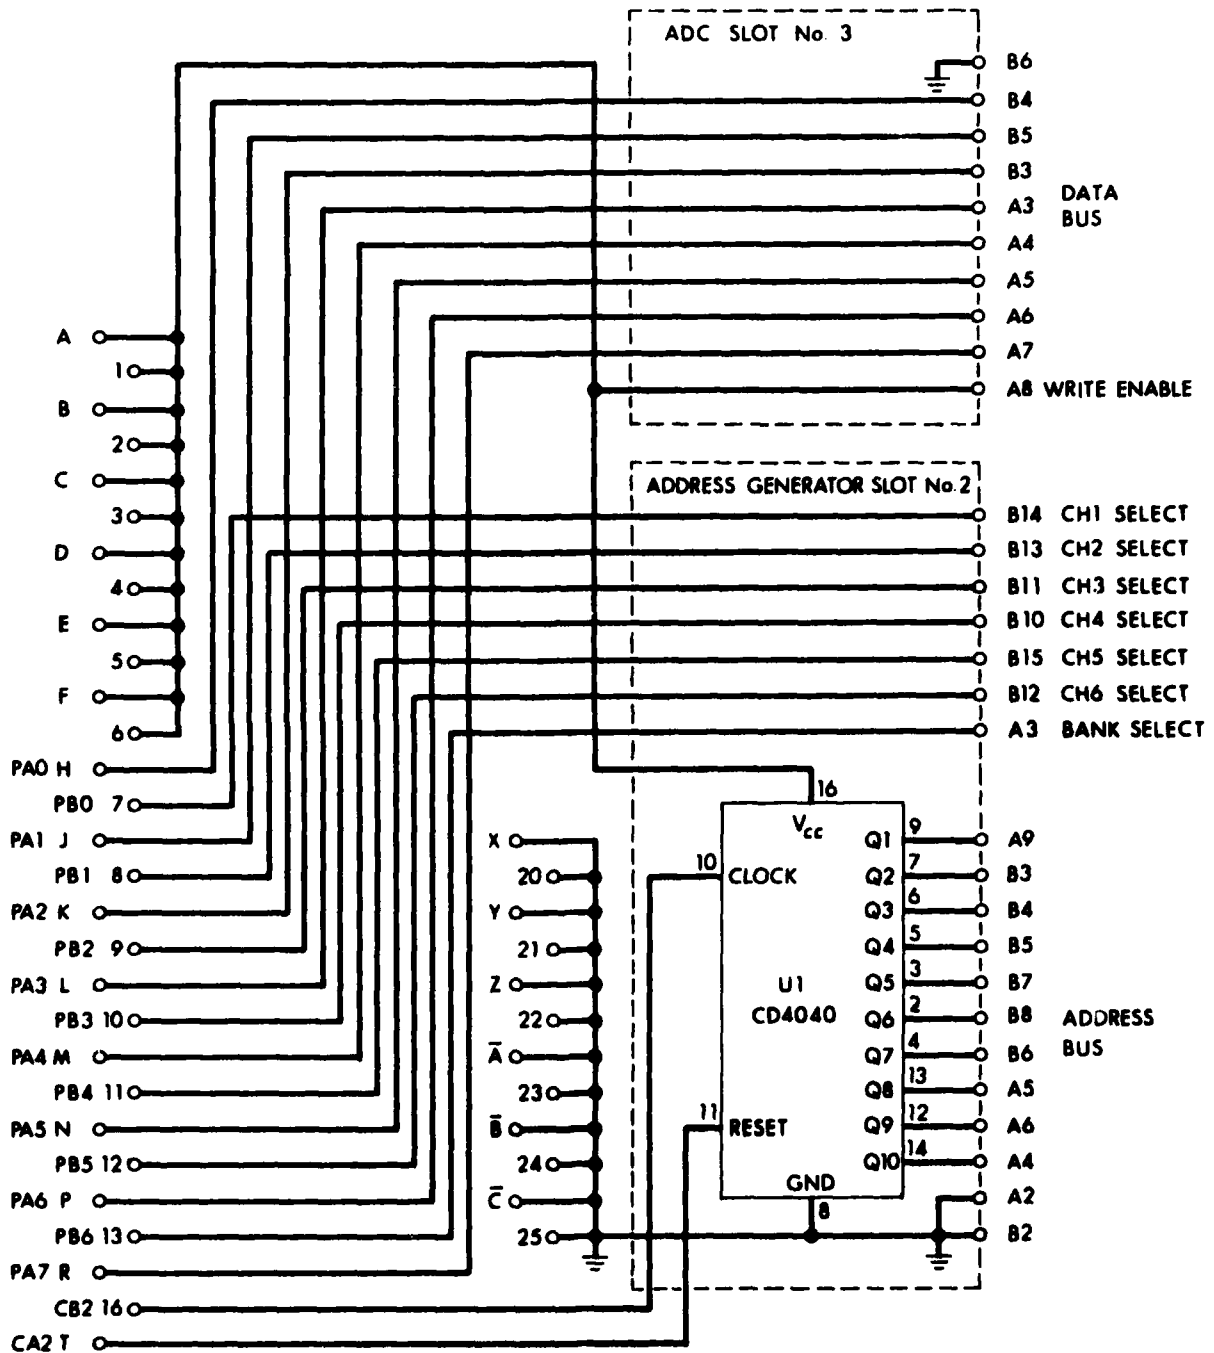 ADC SLOT No. 3
B6
B4
B5
B3
A3
DATA
BUS
A4
A5
A6
A7
A8 WRITE ENABLE
A
1
B
2
C
3
D
4
E
5
F
6
ADDRESS GENERATOR SLOT No. 2
B14 CH1 SELECT
B13 CH2 SELECT
B11 CH3 SELECT
B10 CH4 SELECT
B15 CH5 SELECT
B12 CH6 SELECT
A3 BANK SELECT
PA0 H
PB0 7
PA1 J
PB1 8
PA2 K
PB2 9
PA3 L
PB3 10
PA4 M
PB4 11
PA5 N
PB5 12
PA6 P
PB6 13
PA7 R
CB2 16
CA2 T
X
20
Y
21
Z
22
A̅
23
B̅
24
C̅
25
16
Vcc
10 CLOCK
U1
CD4040
11 RESET
GND
8
Q1 9 A9
Q2 7 B3
Q3 6 B4
Q4 5 B5
Q5 3 B7
Q6 2 B8
Q7 4 B6
Q8 13 A5
Q9 12 A6
Q10 14 A4
ADDRESS
BUS
A2
B2